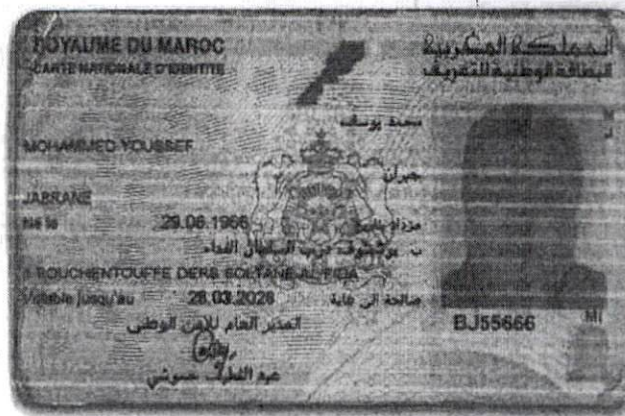 ROYAUME DU MAROC
المملكة المغربية
CARTE NATIONALE D'IDENTITE
البطاقة الوطنية للتعريف
محمد يوسف
MOHAMMED YOUSSEF
جبران
JABRANE
Né le 29.06.1966 مزداد بتاريخ
ب بوشنتوف درب السلطان الفداء
à BOUCHENTOUFFE DERB SOLTANE AL FIDA
Valable jusqu'au 28.03.2028 صالحة الى غاية
المدير العام للأمن الوطني
BJ55666
عبد اللطيف حموشي